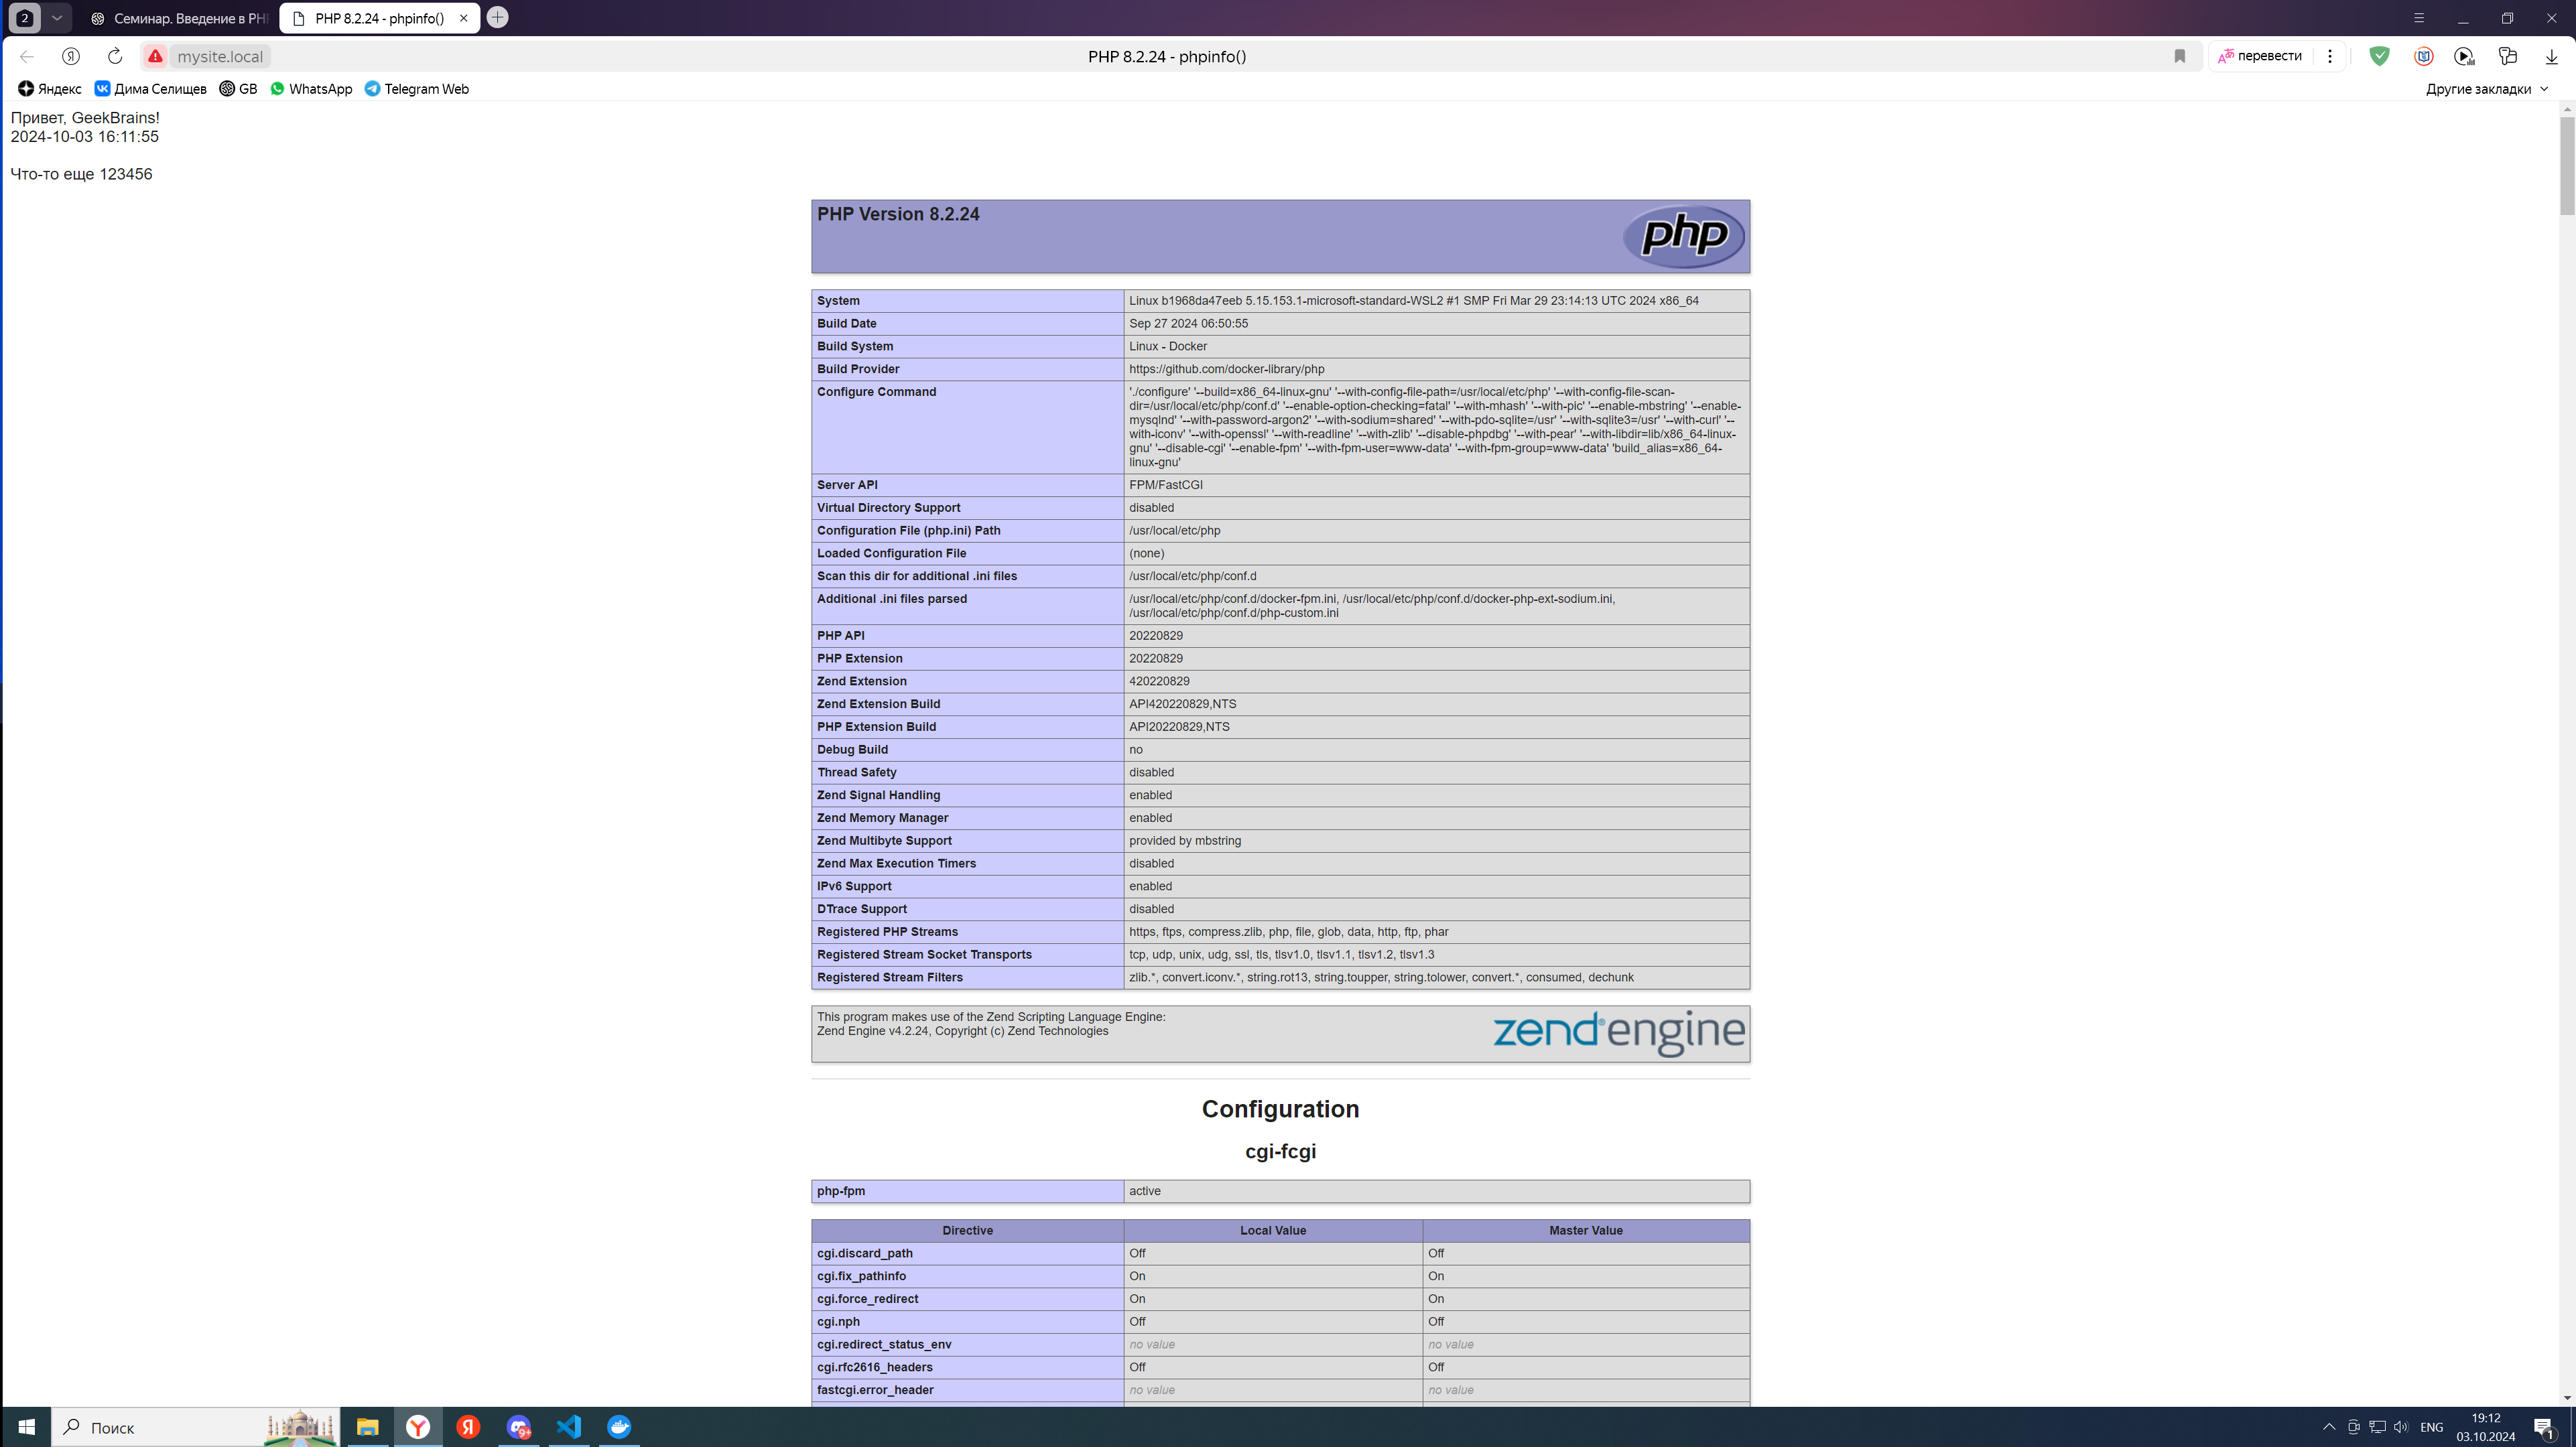 2
Семинар. Введение в PHP
PHP 8.2.24 - phpinfo()
mysite.local
PHP 8.2.24 - phpinfo()
перевести
Яндекс
Дима Селищев
GB
WhatsApp
Telegram Web
Другие закладки
Привет, GeekBrains!
2024-10-03 16:11:55
Что-то еще 123456
PHP Version 8.2.24
php
System Linux b1968da47eeb 5.15.153.1-microsoft-standard-WSL2 #1 SMP Fri Mar 29 23:14:13 UTC 2024 x86_64
Build Date Sep 27 2024 06:50:55
Build System Linux - Docker
Build Provider https://github.com/docker-library/php
Configure Command './configure' '--build=x86_64-linux-gnu' '--with-config-file-path=/usr/local/etc/php' '--with-config-file-scan-
dir=/usr/local/etc/php/conf.d' '--enable-option-checking=fatal' '--with-mhash' '--with-pic' '--enable-mbstring' '--enable-
mysqlnd' '--with-password-argon2' '--with-sodium=shared' '--with-pdo-sqlite=/usr' '--with-sqlite3=/usr' '--with-curl' '--
with-iconv' '--with-openssl' '--with-readline' '--with-zlib' '--disable-phpdbg' '--with-pear' '--with-libdir=lib/x86_64-linux-
gnu' '--disable-cgi' '--enable-fpm' '--with-fpm-user=www-data' '--with-fpm-group=www-data' 'build_alias=x86_64-
linux-gnu'
Server API FPM/FastCGI
Virtual Directory Support disabled
Configuration File (php.ini) Path /usr/local/etc/php
Loaded Configuration File (none)
Scan this dir for additional .ini files /usr/local/etc/php/conf.d
Additional .ini files parsed /usr/local/etc/php/conf.d/docker-fpm.ini, /usr/local/etc/php/conf.d/docker-php-ext-sodium.ini,
/usr/local/etc/php/conf.d/php-custom.ini
PHP API 20220829
PHP Extension 20220829
Zend Extension 420220829
Zend Extension Build API420220829,NTS
PHP Extension Build API20220829,NTS
Debug Build no
Thread Safety disabled
Zend Signal Handling enabled
Zend Memory Manager enabled
Zend Multibyte Support provided by mbstring
Zend Max Execution Timers disabled
IPv6 Support enabled
DTrace Support disabled
Registered PHP Streams https, ftps, compress.zlib, php, file, glob, data, http, ftp, phar
Registered Stream Socket Transports tcp, udp, unix, udg, ssl, tls, tlsv1.0, tlsv1.1, tlsv1.2, tlsv1.3
Registered Stream Filters zlib.*, convert.iconv.*, string.rot13, string.toupper, string.tolower, convert.*, consumed, dechunk
This program makes use of the Zend Scripting Language Engine:
Zend Engine v4.2.24, Copyright (c) Zend Technologies
zend engine
Configuration
cgi-fcgi
php-fpm active
Directive Local Value Master Value
cgi.discard_path Off Off
cgi.fix_pathinfo On On
cgi.force_redirect On On
cgi.nph Off Off
cgi.redirect_status_env no value no value
cgi.rfc2616_headers Off Off
fastcgi.error_header no value no value
Поиск
9+
ENG
19:12
03.10.2024
1